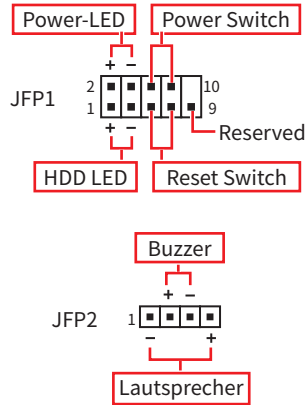 Power-LED Power Switch
+ −
2 10
JFP1
1 9
+ −
Reserved
HDD LED Reset Switch
Buzzer
+ −
JFP2 1
− +
Lautsprecher